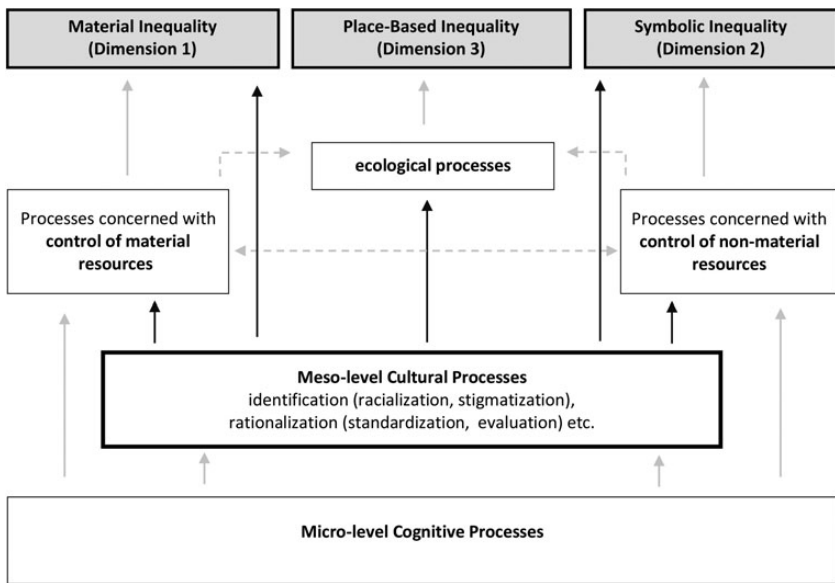 Material Inequality
(Dimension 1)
Place-Based Inequality
(Dimension 3)
Symbolic Inequality
(Dimension 2)
ecological processes
Processes concerned with
control of material
resources
Processes concerned with
control of non-material
resources
Meso-level Cultural Processes
identification (racialization, stigmatization),
rationalization (standardization, evaluation) etc.
Micro-level Cognitive Processes